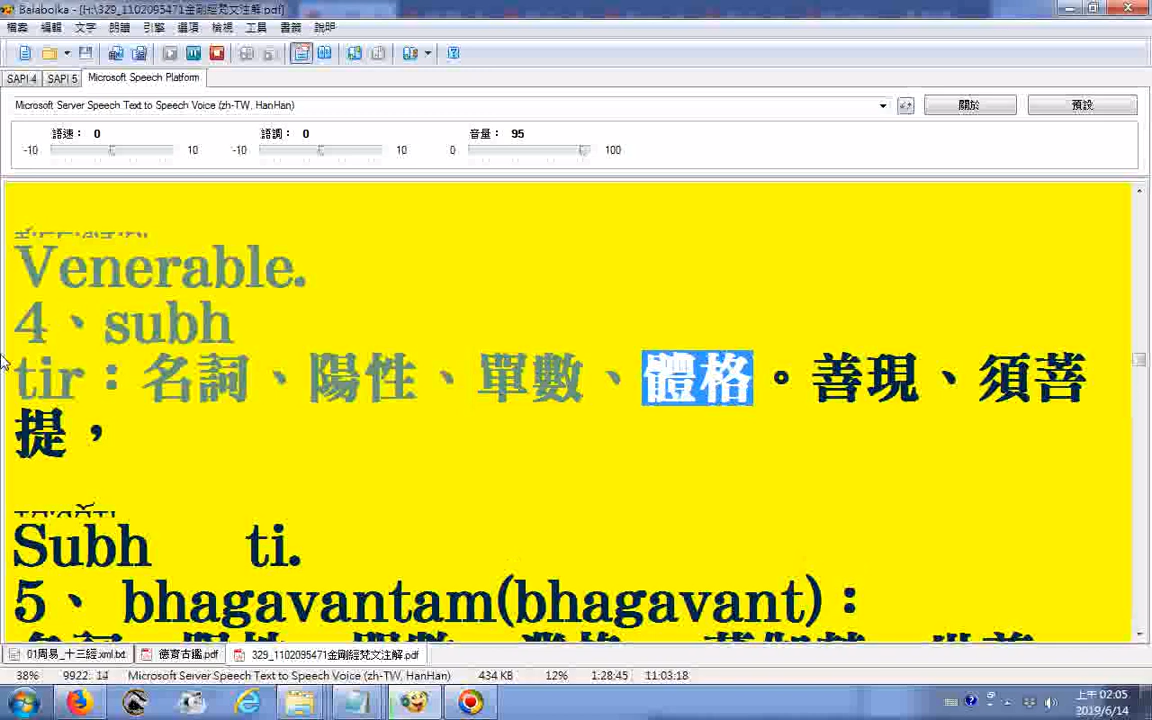 Balabolka - [H:\329_1102095471金剛經梵文注解.pdf]
檔案 編輯 文字 朗讀 引擎 選項 檢視 工具 書籤 說明
SAPI 4 SAPI 5 Microsoft Speech Platform
Microsoft Server Speech Text to Speech Voice (zh-TW, HanHan)
關於 預設
語速： 0 語調： 0 音量： 95
-10 10 -10 10 0 100
Venerable.
4、subh
tir：名詞、陽性、單數、體格。善現、須菩
提，
Subh ti.
5、 bhagavantam(bhagavant)：
01周易_十三經.xml.txt 德育古鑑.pdf 329_1102095471金剛經梵文注解.pdf
38% 9922: 14 Microsoft Server Speech Text to Speech Voice (zh-TW, HanHan) 434 KB 12% 1:28:45 11:03:18
上午 02:05
2019/6/14